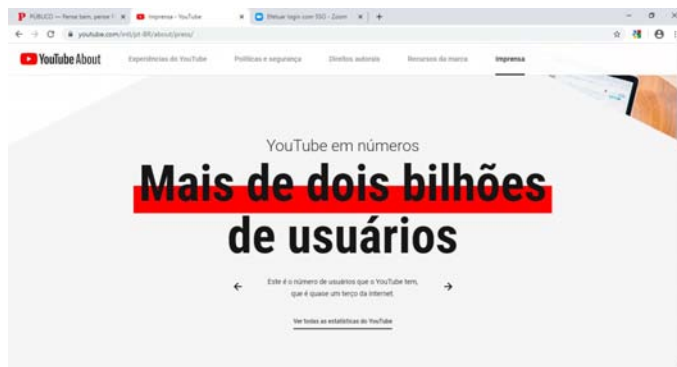 PÚBLICO — Pense bem, pense P
Imprensa - YouTube
Efetuar login com SSO - Zoom
youtube.com/intl/pt-BR/about/press/
YouTube About
Experiências do YouTube
Políticas e segurança
Direitos autorais
Recursos da marca
Imprensa
YouTube em números
Mais de dois bilhões
de usuários
Este é o número de usuários que o YouTube tem,
que é quase um terço da Internet.
Ver todas as estatísticas do YouTube